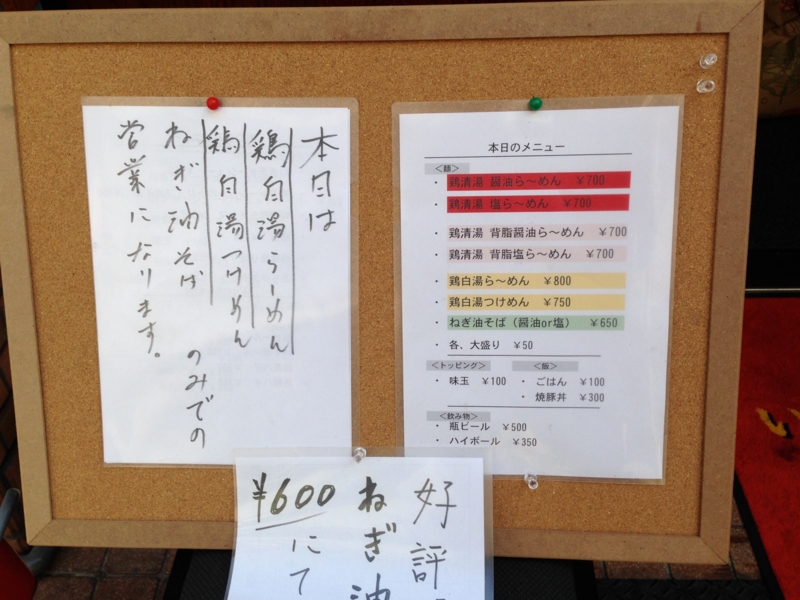 本日は
鶏白湯らーめん
鶏白湯つけめん
ねぎ油そば
のみでの
営業になります。
本日のメニュー
＜麺＞
・鶏清湯 醤油ら～めん ￥700
・鶏清湯 塩ら～めん ￥700
・鶏清湯 背脂醤油ら～めん ￥700
・鶏清湯 背脂塩ら～めん ￥700
・鶏白湯ら～めん ￥800
・鶏白湯つけめん ￥750
・ねぎ油そば（醤油or塩） ￥650
・各、大盛り ￥50
＜トッピング＞
・味玉 ￥100
＜飯＞
・ごはん ￥100
・焼豚丼 ￥300
＜飲み物＞
・瓶ビール ￥500
・ハイボール ￥350
好評
ねぎ油
¥600
にて